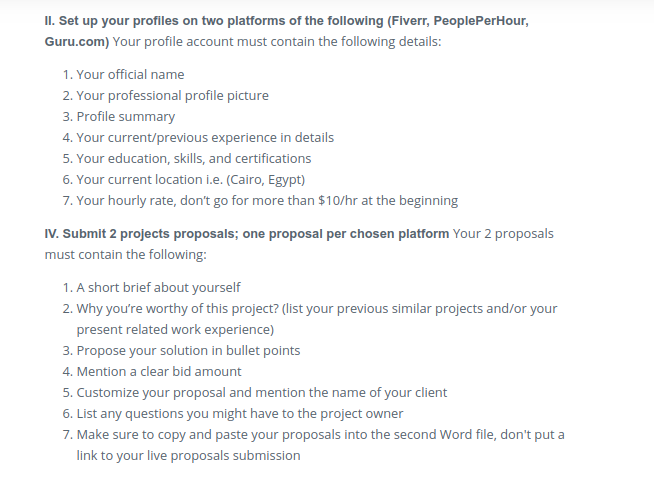 II. Set up your profiles on two platforms of the following (Fiverr, PeoplePerHour,
Guru.com) Your profile account must contain the following details:
1. Your official name
2. Your professional profile picture
3. Profile summary
4. Your current/previous experience in details
5. Your education, skills, and certifications
6. Your current location i.e. (Cairo, Egypt)
7. Your hourly rate, don't go for more than $10/hr at the beginning
IV. Submit 2 projects proposals; one proposal per chosen platform Your 2 proposals
must contain the following:
1. A short brief about yourself
2. Why you’re worthy of this project? (list your previous similar projects and/or your
present related work experience)
3. Propose your solution in bullet points
4. Mention a clear bid amount
5. Customize your proposal and mention the name of your client
6. List any questions you might have to the project owner
7. Make sure to copy and paste your proposals into the second Word file, don't put a
link to your live proposals submission